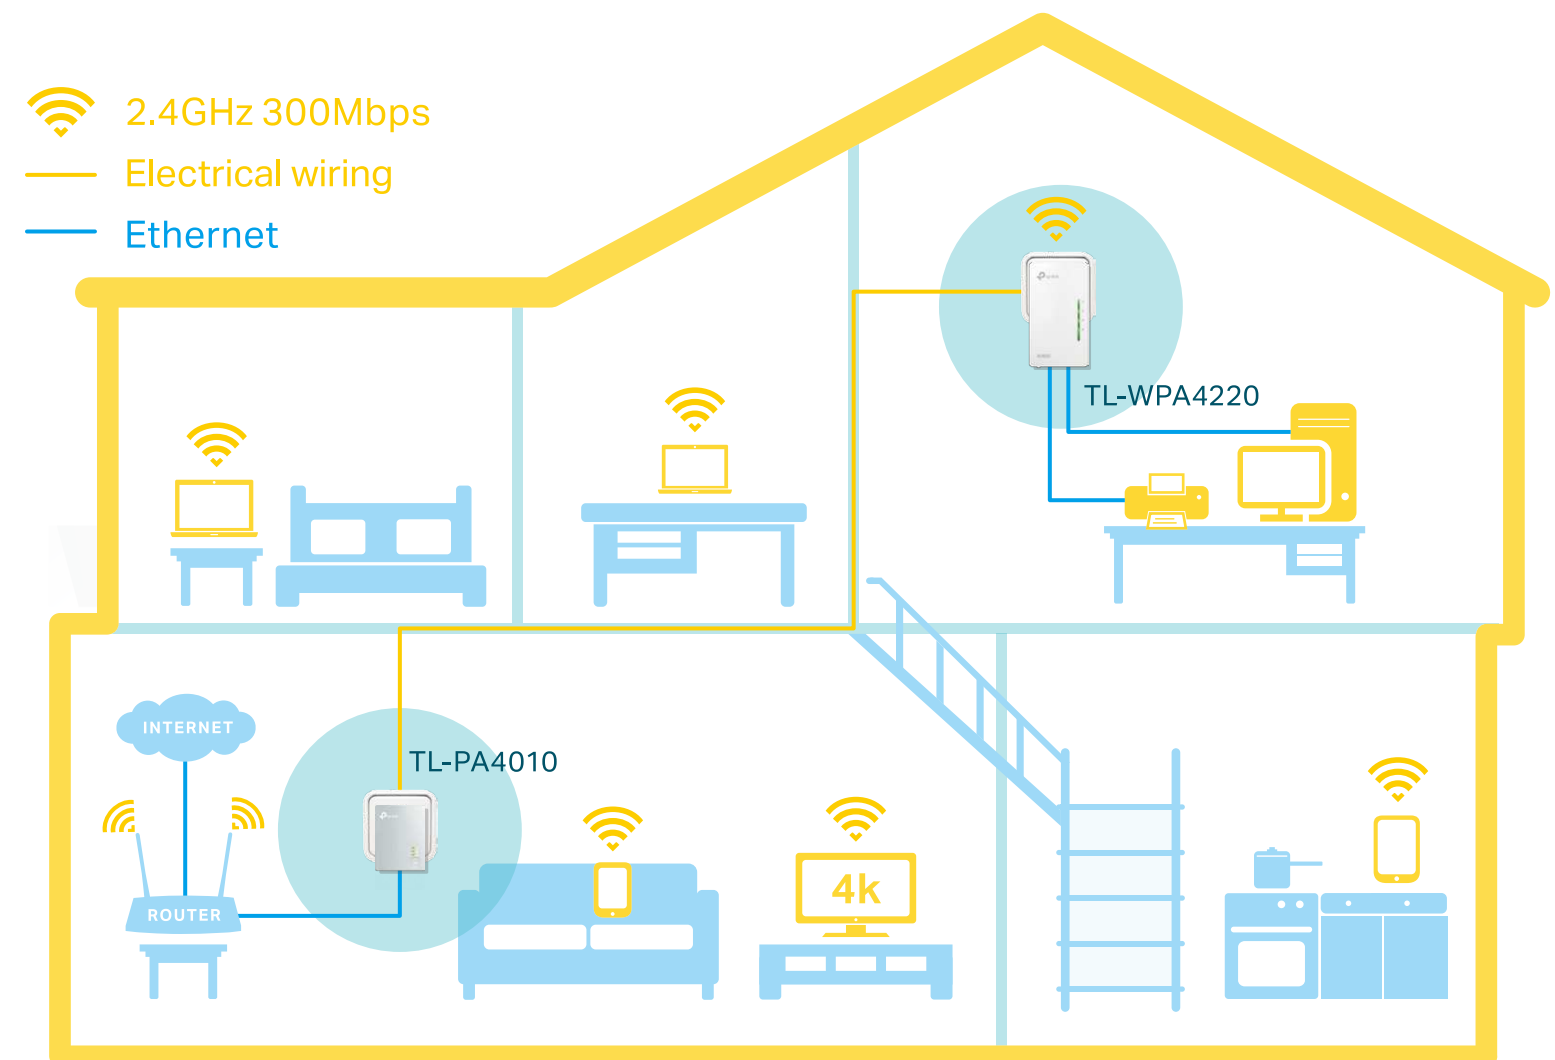 2.4GHz 300Mbps
Electrical wiring
Ethernet
TL-WPA4220
INTERNET
TL-PA4010
4k
ROUTER